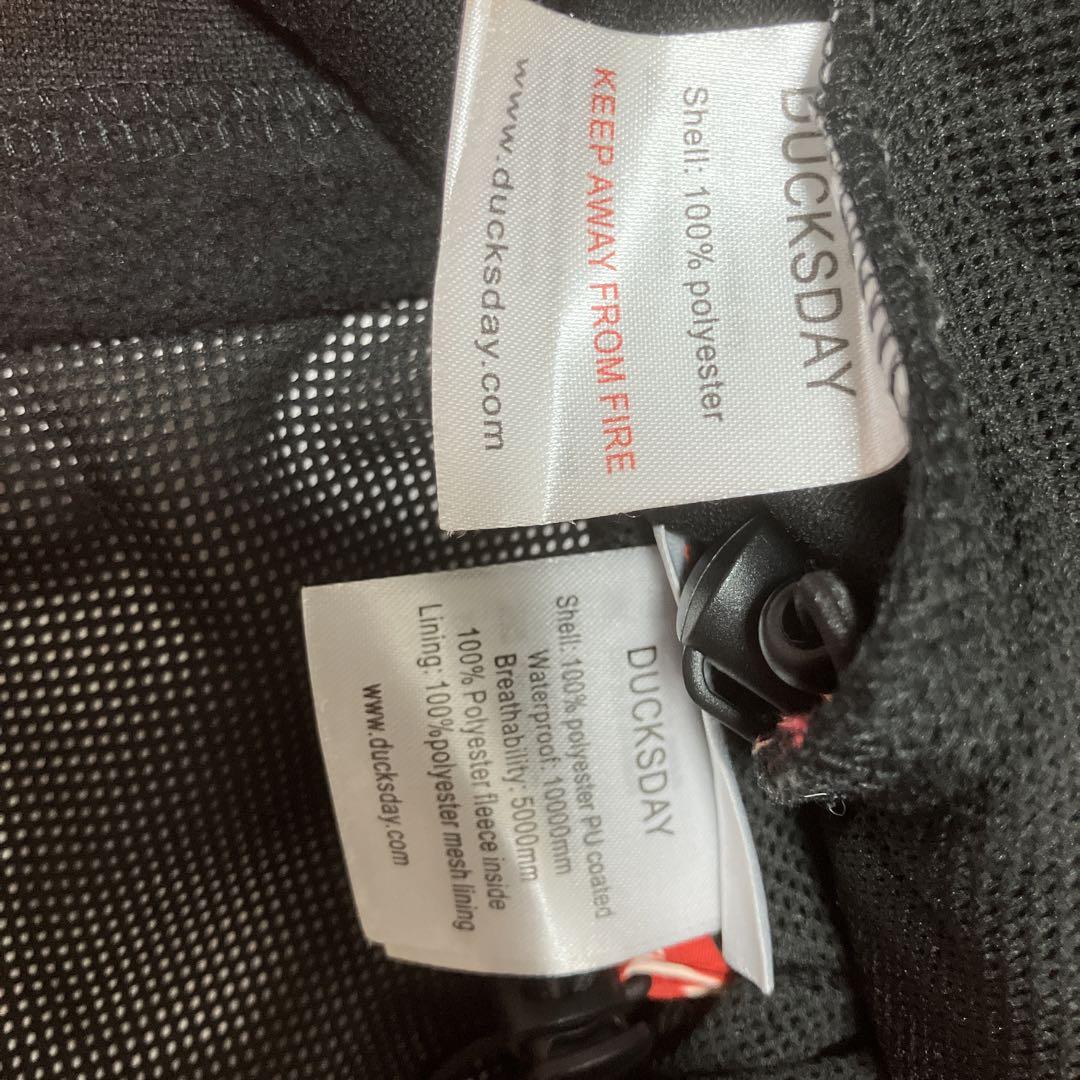 DUCKSDAY
Shell: 100% polyester
KEEP AWAY FROM FIRE
www.ducksday.com
DUCKSDAY
Shell: 100% polyester PU coated
Waterproof: 10000mm
Breathability: 5000mm
100% Polyester fleece inside
Lining: 100%polyester mesh lining
www.ducksday.com